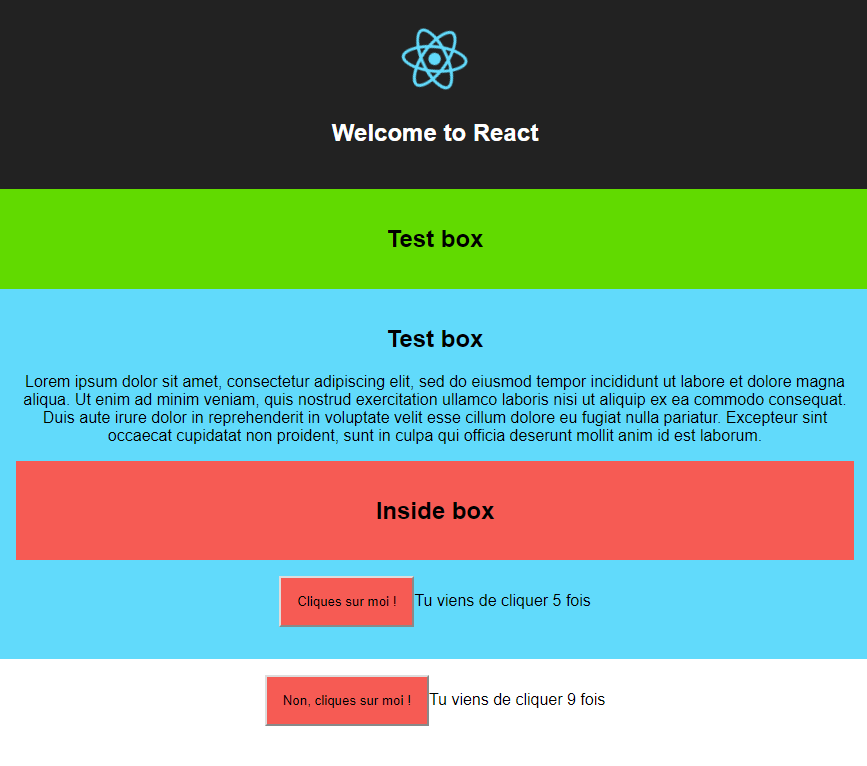 Welcome to React
Test box
Test box
Lorem ipsum dolor sit amet, consectetur adipiscing elit, sed do eiusmod tempor incididunt ut labore et dolore magna
aliqua. Ut enim ad minim veniam, quis nostrud exercitation ullamco laboris nisi ut aliquip ex ea commodo consequat.
Duis aute irure dolor in reprehenderit in voluptate velit esse cillum dolore eu fugiat nulla pariatur. Excepteur sint
occaecat cupidatat non proident, sunt in culpa qui officia deserunt mollit anim id est laborum.
Inside box
Cliques sur moi ! Tu viens de cliquer 5 fois
Non, cliques sur moi ! Tu viens de cliquer 9 fois